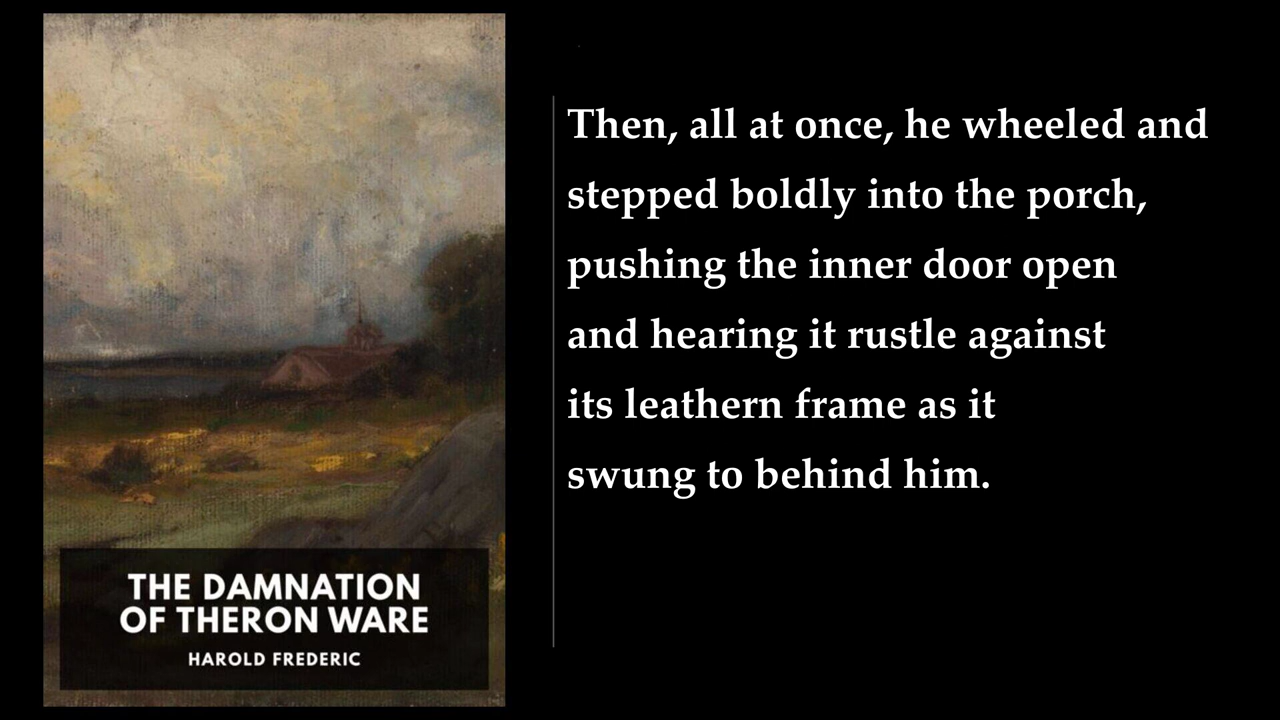 Then, all at once, he wheeled and
stepped boldly into the porch,
pushing the inner door open
and hearing it rustle against
its leathern frame as it
swung to behind him.
THE DAMNATION
OF THERON WARE
HAROLD FREDERIC